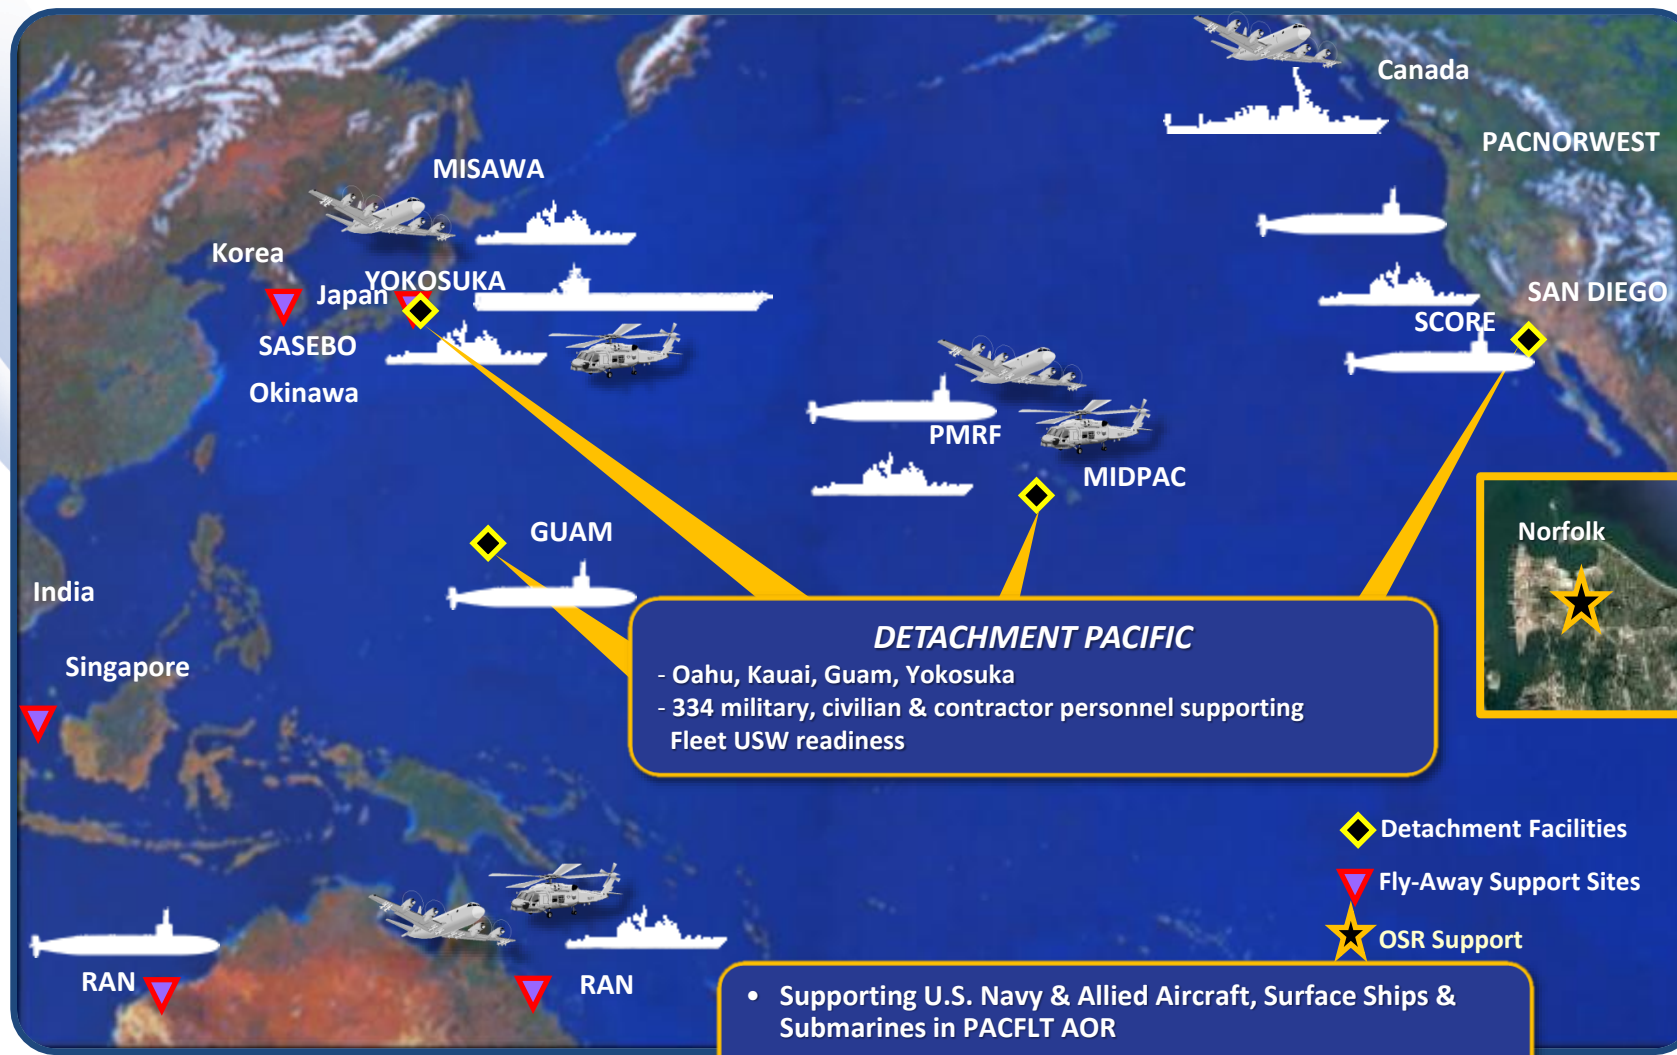 Canada
PACNORWEST
MISAWA
Korea
YOKOSUKA
Japan
SAN DIEGO
SCORE
SASEBO
Okinawa
PMRF
MIDPAC
GUAM
Norfolk
India
Singapore
DETACHMENT PACIFIC
- Oahu, Kauai, Guam, Yokosuka
- 334 military, civilian & contractor personnel supporting
Fleet USW readiness
Detachment Facilities
Fly-Away Support Sites
OSR Support
RAN
RAN
• Supporting U.S. Navy & Allied Aircraft, Surface Ships &
Submarines in PACFLT AOR